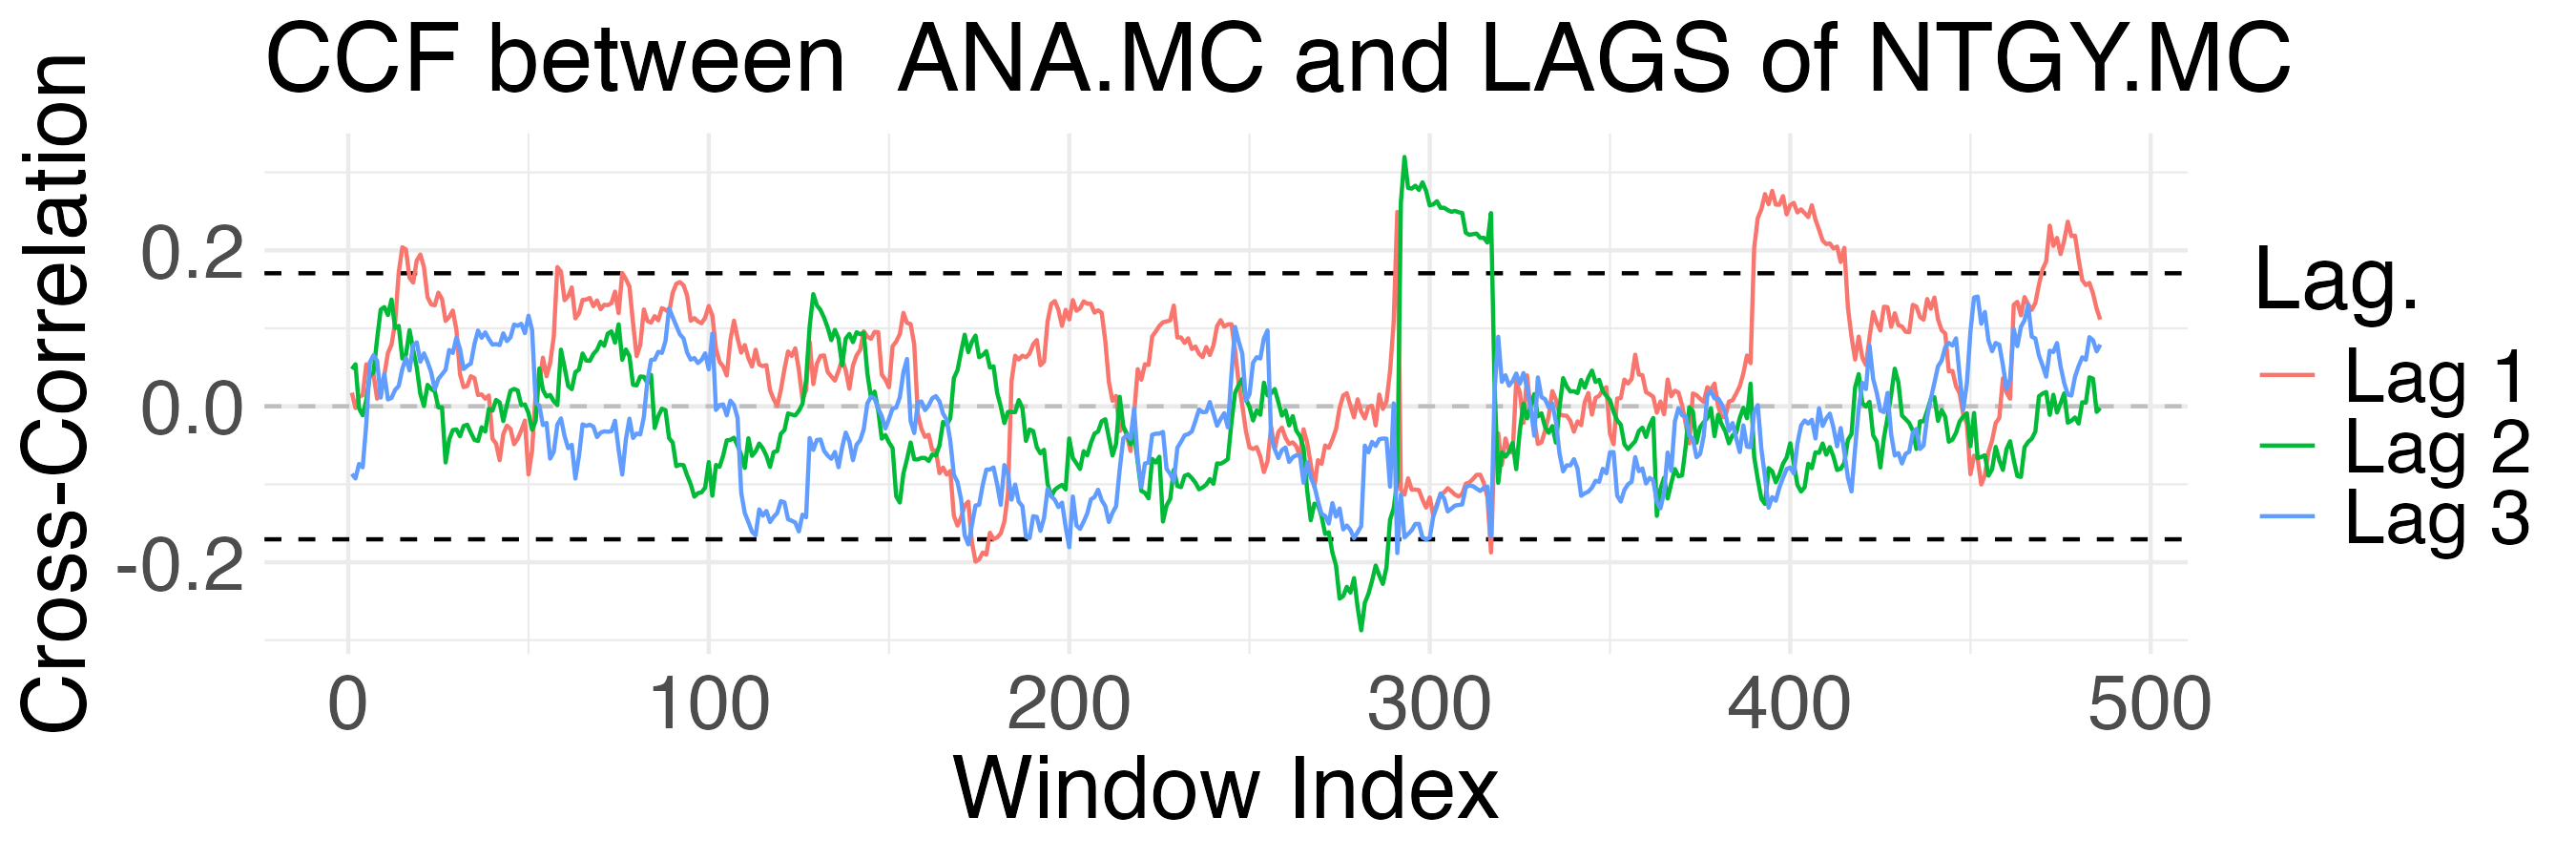 CCF between  ANA.MC and LAGS of NTGY.MC
Cross-Correlation
0.2
0.0
-0.2
0 100 200 300 400 500
Window Index
Lag.
Lag 1
Lag 2
Lag 3